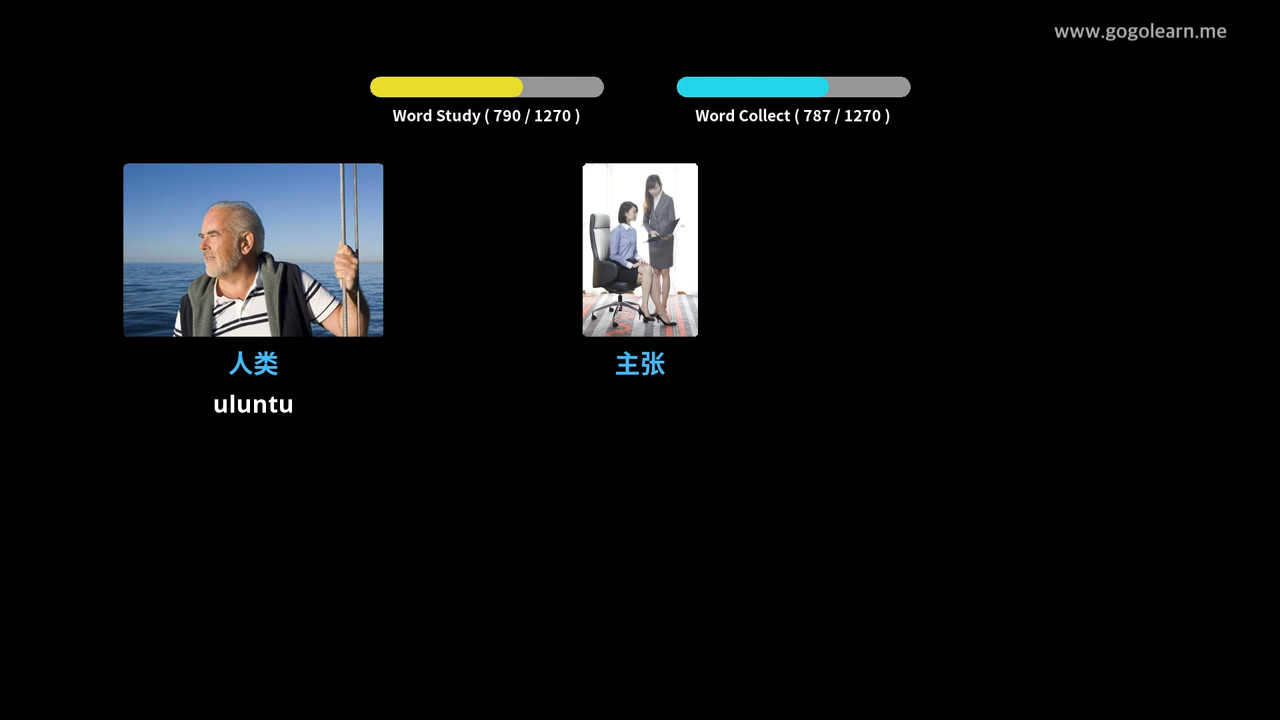 www.gogolearn.me
Word Study ( 790 / 1270 )
Word Collect ( 787 / 1270 )
人类
主张
uluntu